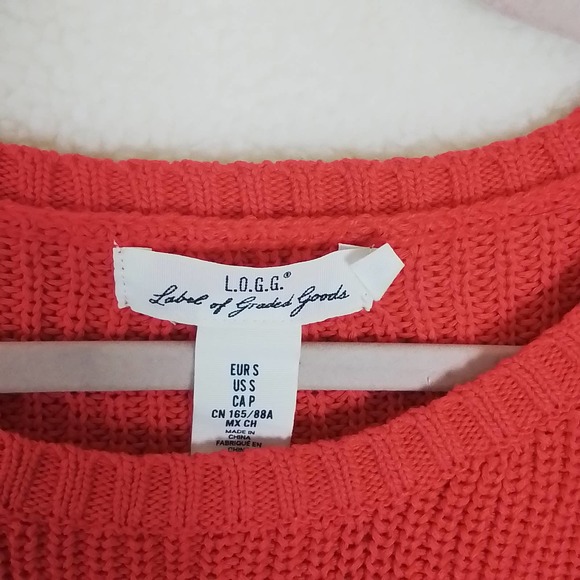 L.O.G.G.®
Label of Graded Goods
EUR S
US S
CA P
CN 165/88A
MX CH
MADE IN
CHINA
FABRIQUÉ EN